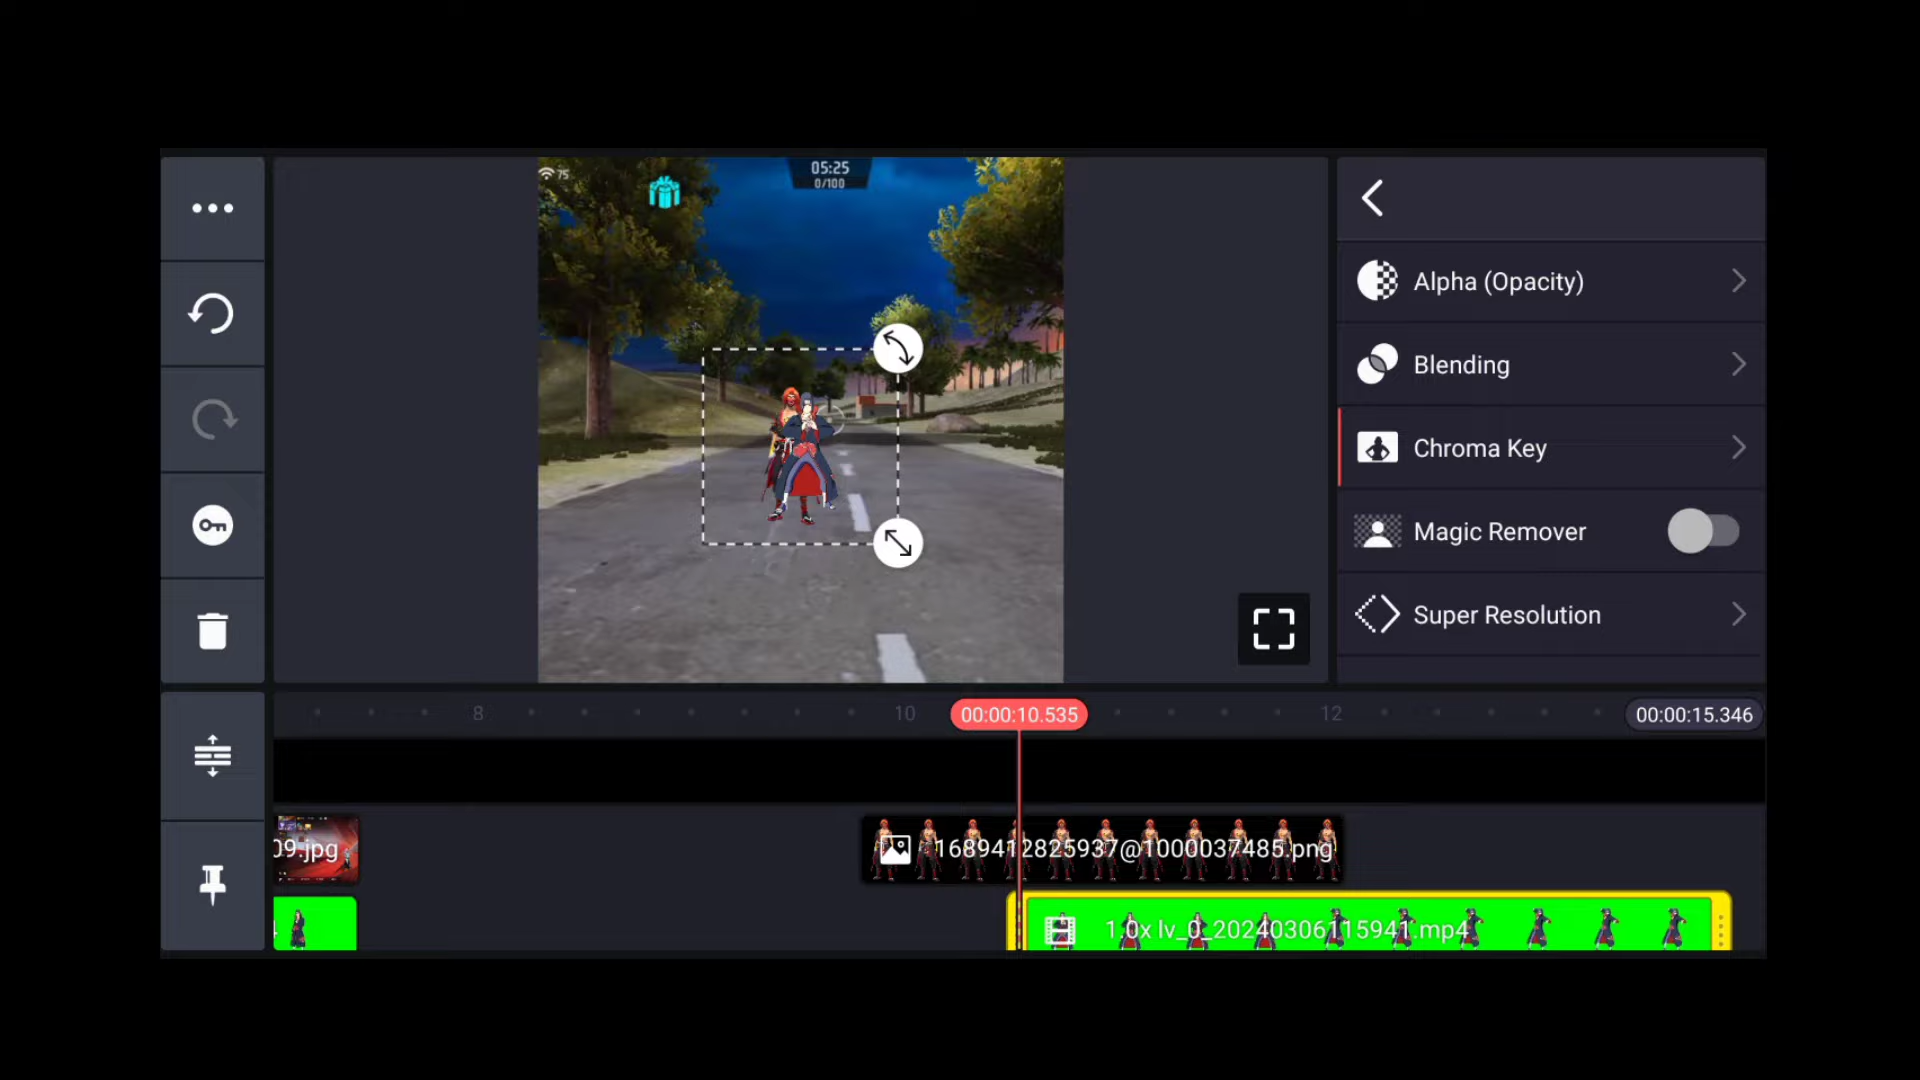 75
05:25
0/100
Alpha (Opacity)
Blending
Chroma Key
Magic Remover
Super Resolution
8
10
00:00:10.535
12
00:00:15.346
09.jpg
1689412825937@1000037485.png
1.0x lv_0_20240306115941.mp4